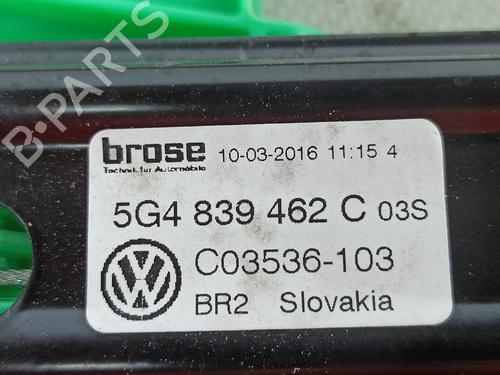 brose 10-03-2016 11:15 4
Technik für Automobile
5G4 839 462 C 03S
C03536-103
BR2 Slovakia
B-PARTS